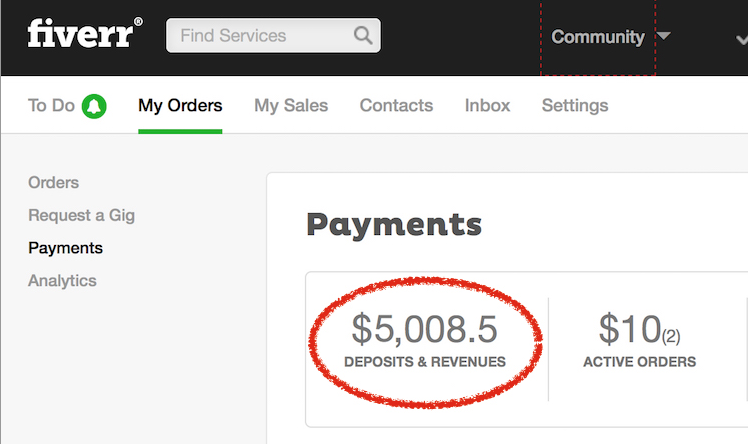 fiverr®
Find Services
Community
To Do
My Orders
My Sales
Contacts
Inbox
Settings
Orders
Request a Gig
Payments
Analytics
Payments
$5,008.5
DEPOSITS & REVENUES
$10(2)
ACTIVE ORDERS